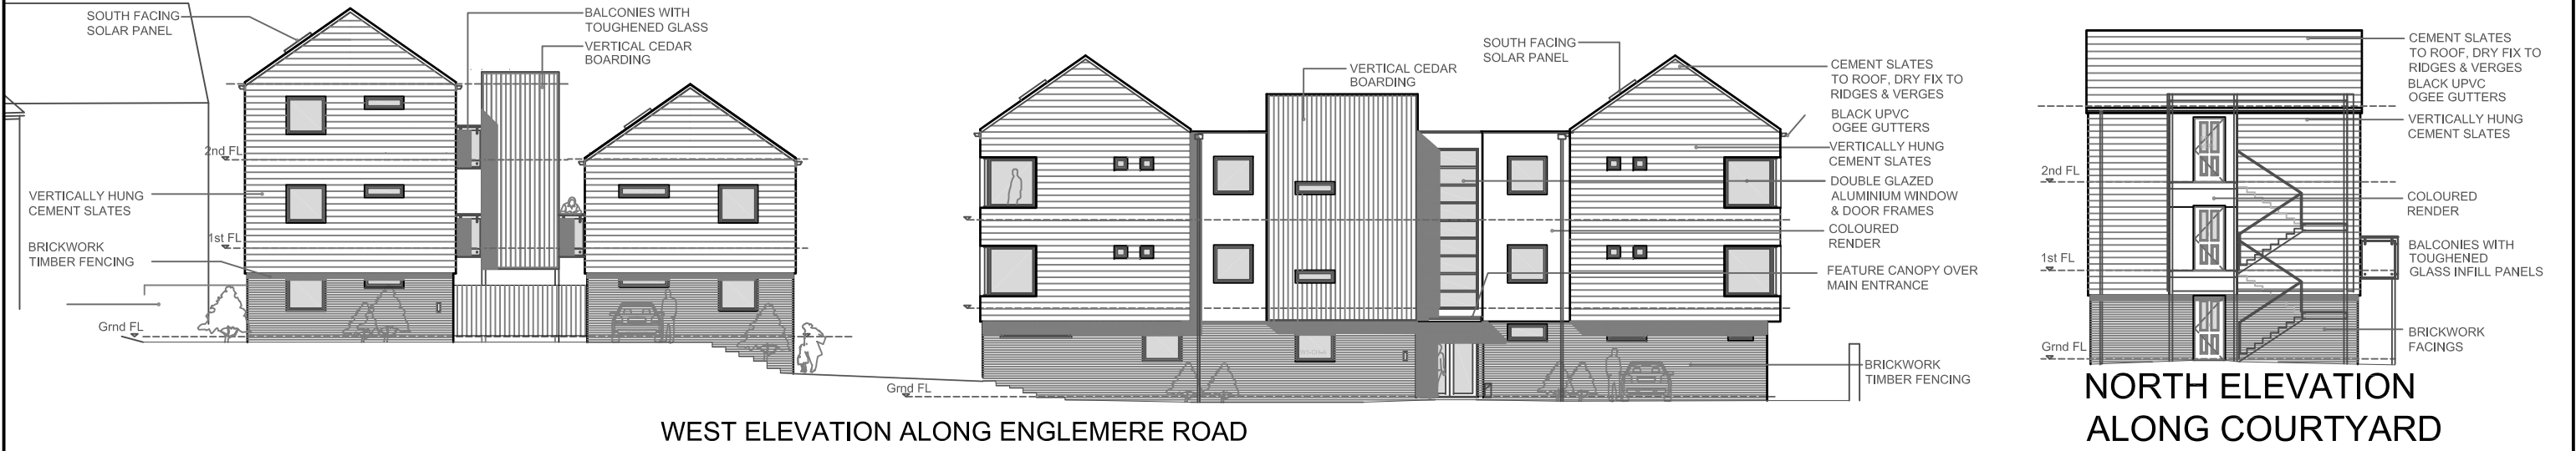 SOUTH FACING
SOLAR PANEL
BALCONIES WITH
TOUGHENED GLASS
VERTICAL CEDAR
BOARDING
2nd FL
VERTICALLY HUNG
CEMENT SLATES
1st FL
BRICKWORK
TIMBER FENCING
Grnd FL
VERTICAL CEDAR
BOARDING
SOUTH FACING
SOLAR PANEL
CEMENT SLATES
TO ROOF, DRY FIX TO
RIDGES & VERGES
BLACK UPVC
OGEE GUTTERS
VERTICALLY HUNG
CEMENT SLATES
DOUBLE GLAZED
ALUMINIUM WINDOW
& DOOR FRAMES
COLOURED
RENDER
FEATURE CANOPY OVER
MAIN ENTRANCE
BRICKWORK
TIMBER FENCING
Grnd FL
WEST ELEVATION ALONG ENGLEMERE ROAD
CEMENT SLATES
TO ROOF, DRY FIX TO
RIDGES & VERGES
BLACK UPVC
OGEE GUTTERS
VERTICALLY HUNG
CEMENT SLATES
2nd FL
COLOURED
RENDER
1st FL
BALCONIES WITH
TOUGHENED
GLASS INFILL PANELS
BRICKWORK
FACINGS
Grnd FL
NORTH ELEVATION
ALONG COURTYARD